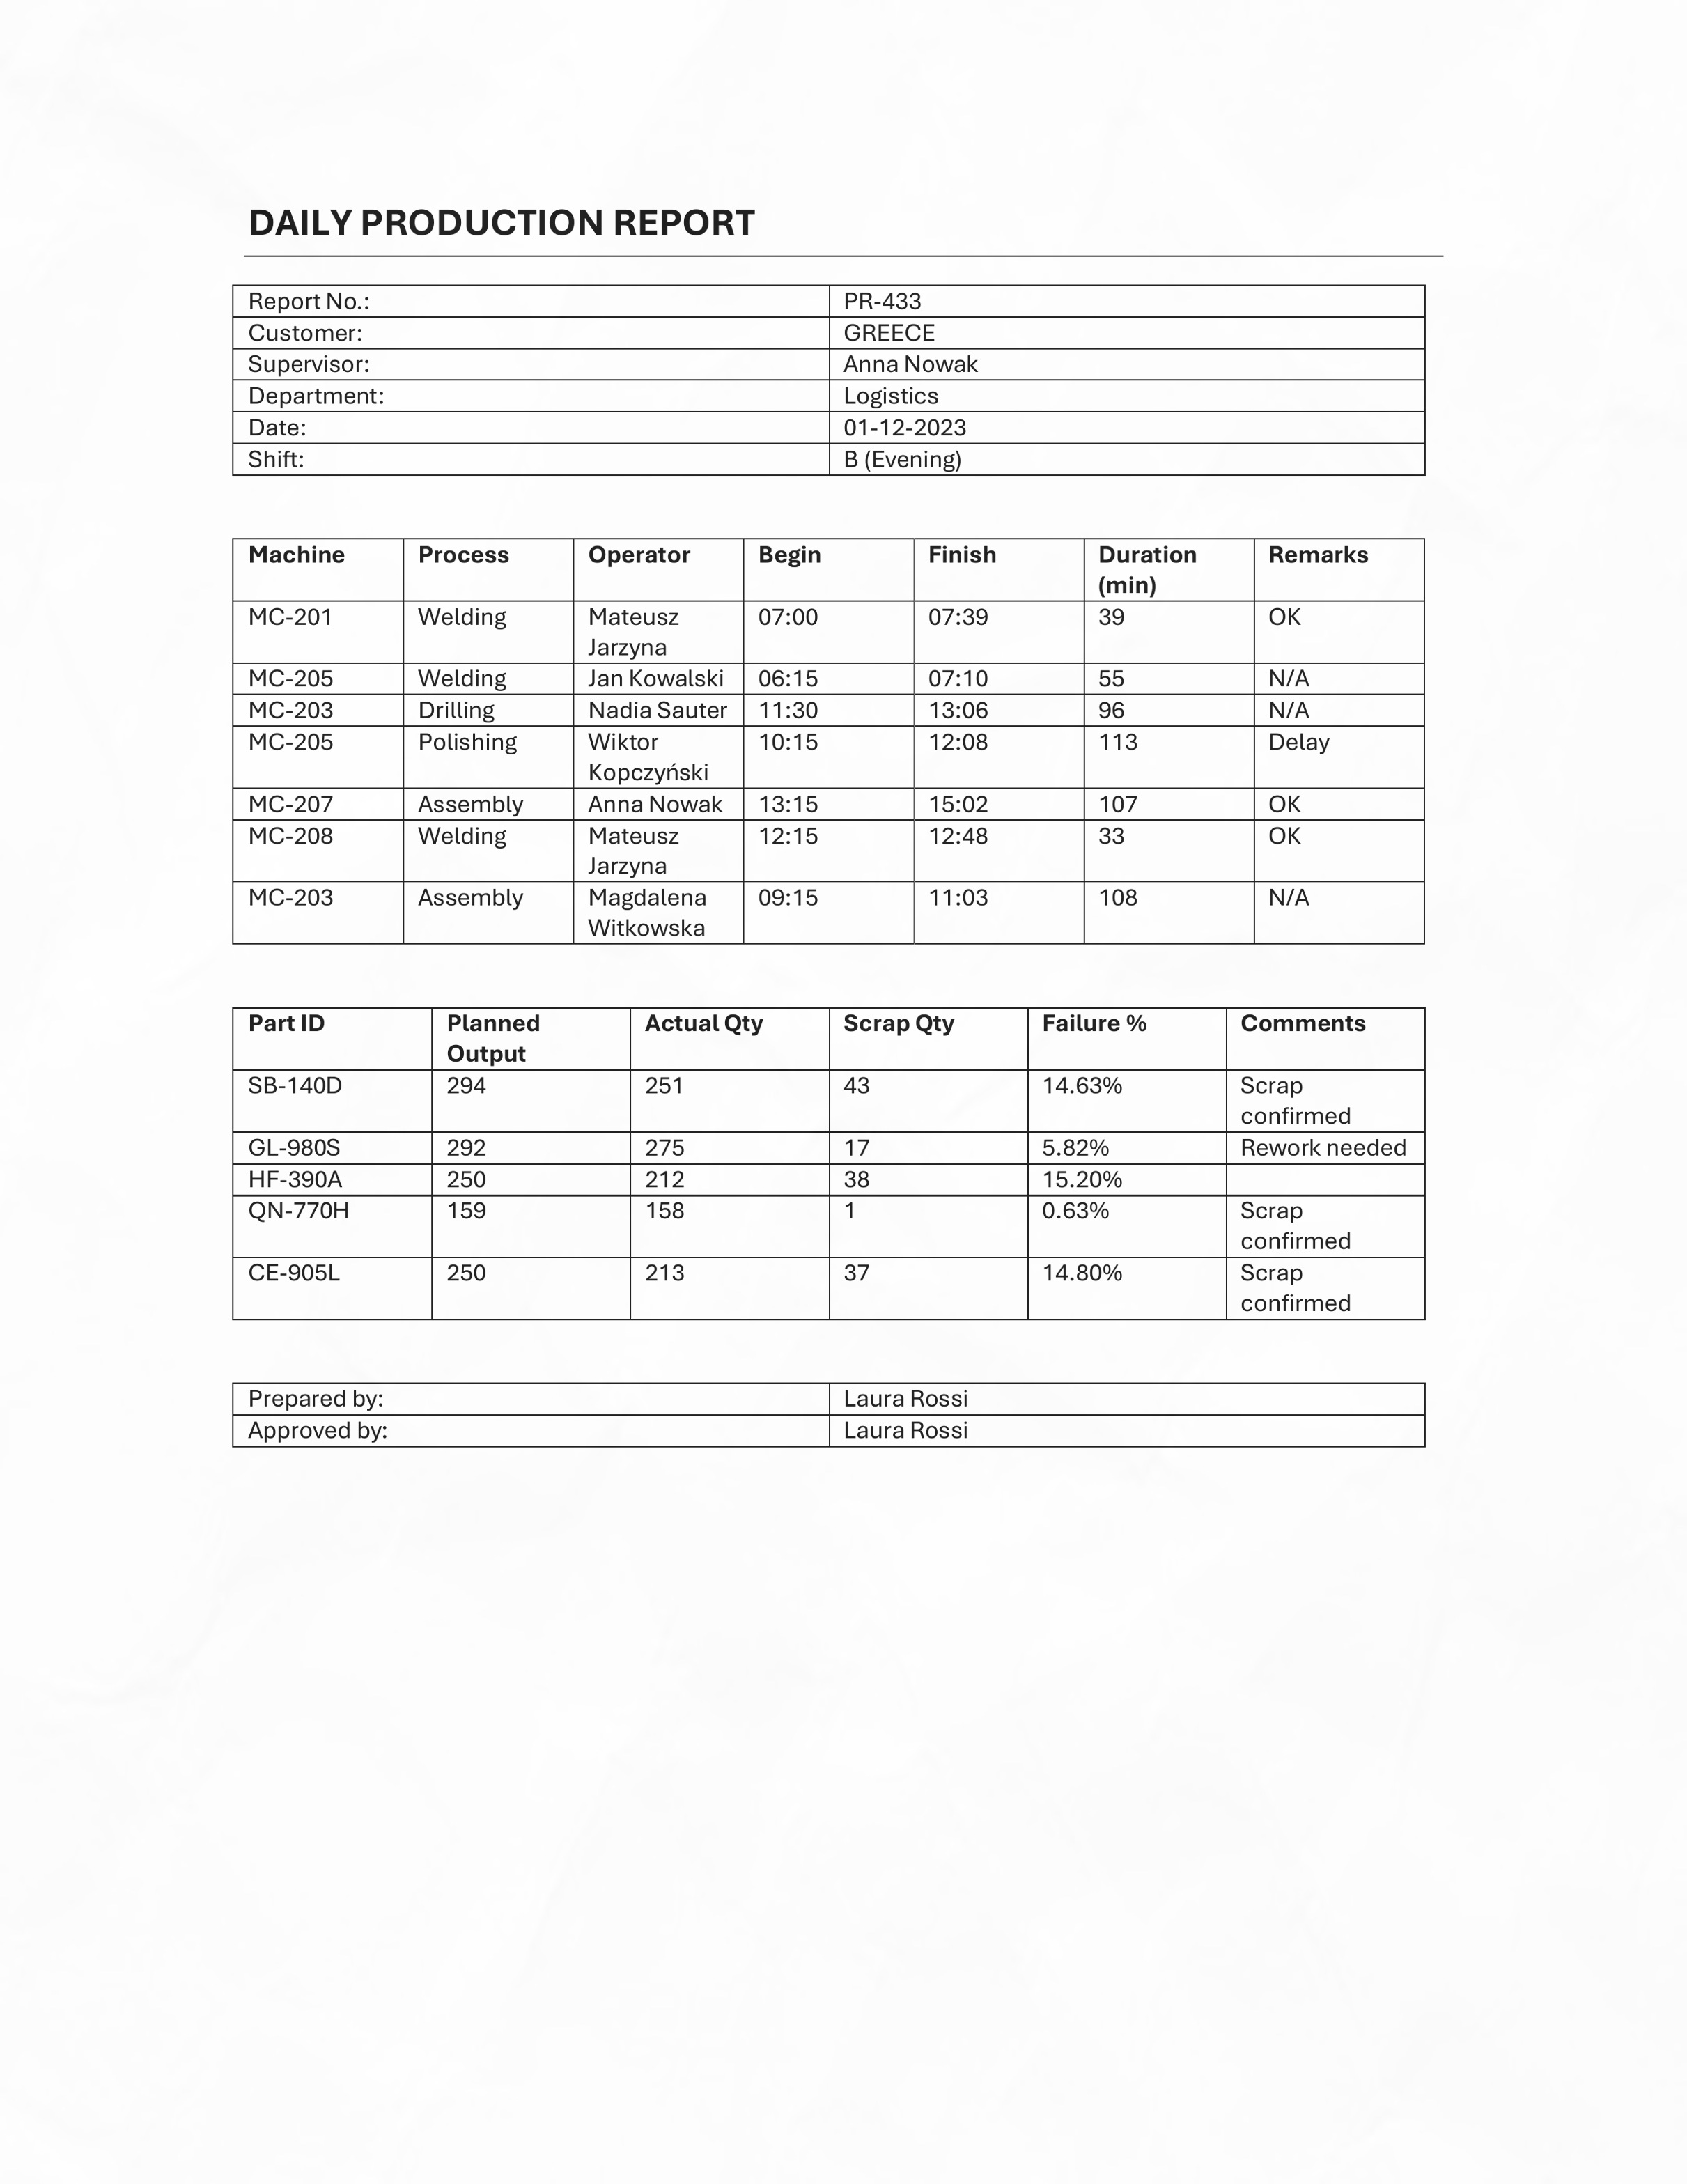 DAILY PRODUCTION REPORT
Report No.: PR-433
Customer: GREECE
Supervisor: Anna Nowak
Department: Logistics
Date: 01-12-2023
Shift: B (Evening)
Machine Process Operator Begin Finish Duration (min) Remarks
MC-201 Welding Mateusz Jarzyna 07:00 07:39 39 OK
MC-205 Welding Jan Kowalski 06:15 07:10 55 N/A
MC-203 Drilling Nadia Sauter 11:30 13:06 96 N/A
MC-205 Polishing Wiktor Kopczyński 10:15 12:08 113 Delay
MC-207 Assembly Anna Nowak 13:15 15:02 107 OK
MC-208 Welding Mateusz Jarzyna 12:15 12:48 33 OK
MC-203 Assembly Magdalena Witkowska 09:15 11:03 108 N/A
Part ID Planned Output Actual Qty Scrap Qty Failure % Comments
SB-140D 294 251 43 14.63% Scrap confirmed
GL-980S 292 275 17 5.82% Rework needed
HF-390A 250 212 38 15.20%
QN-770H 159 158 1 0.63% Scrap confirmed
CE-905L 250 213 37 14.80% Scrap confirmed
Prepared by: Laura Rossi
Approved by: Laura Rossi